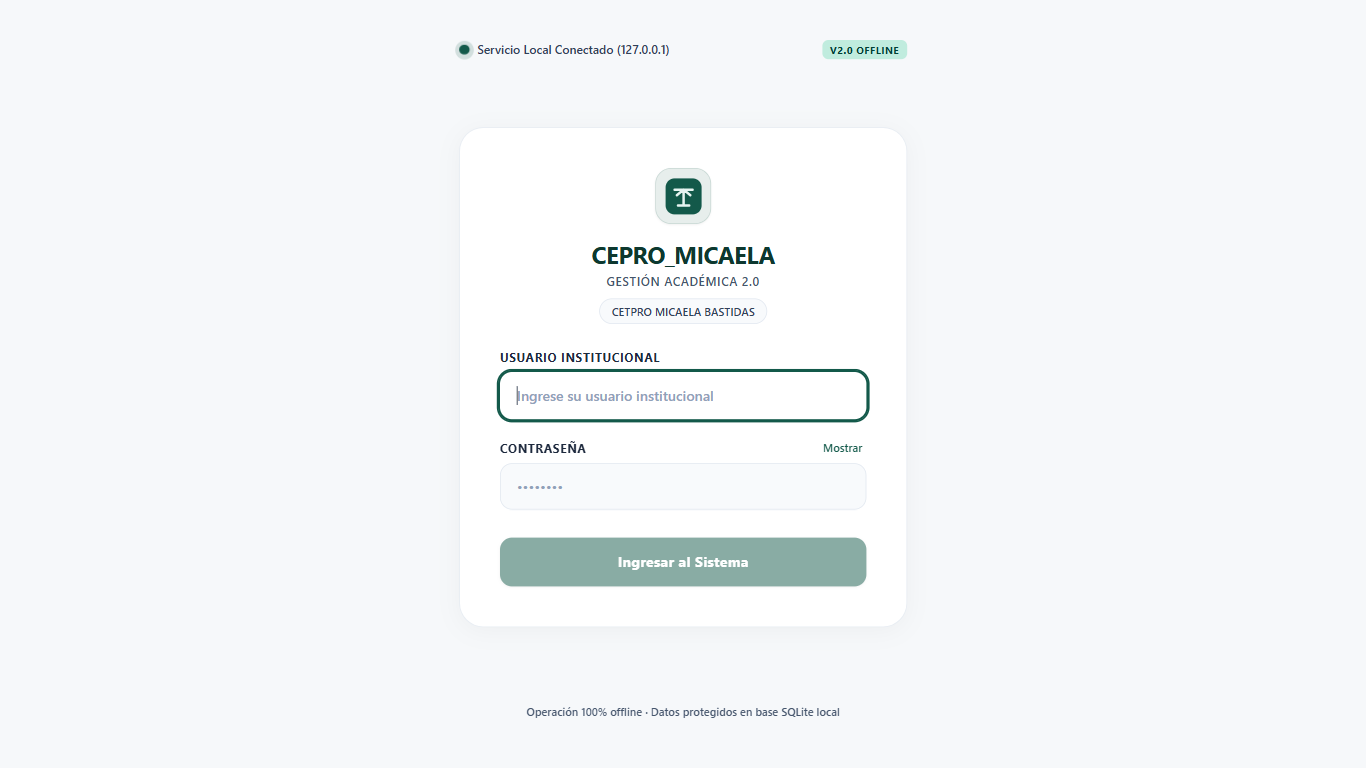 Servicio Local Conectado (127.0.0.1)
V2.0 OFFLINE
CEPRO_MICAELA
GESTIÓN ACADÉMICA 2.0
CETPRO MICAELA BASTIDAS
USUARIO INSTITUCIONAL
Ingrese su usuario institucional
CONTRASEÑA
Mostrar
••••••••
Ingresar al Sistema
Operación 100% offline · Datos protegidos en base SQLite local